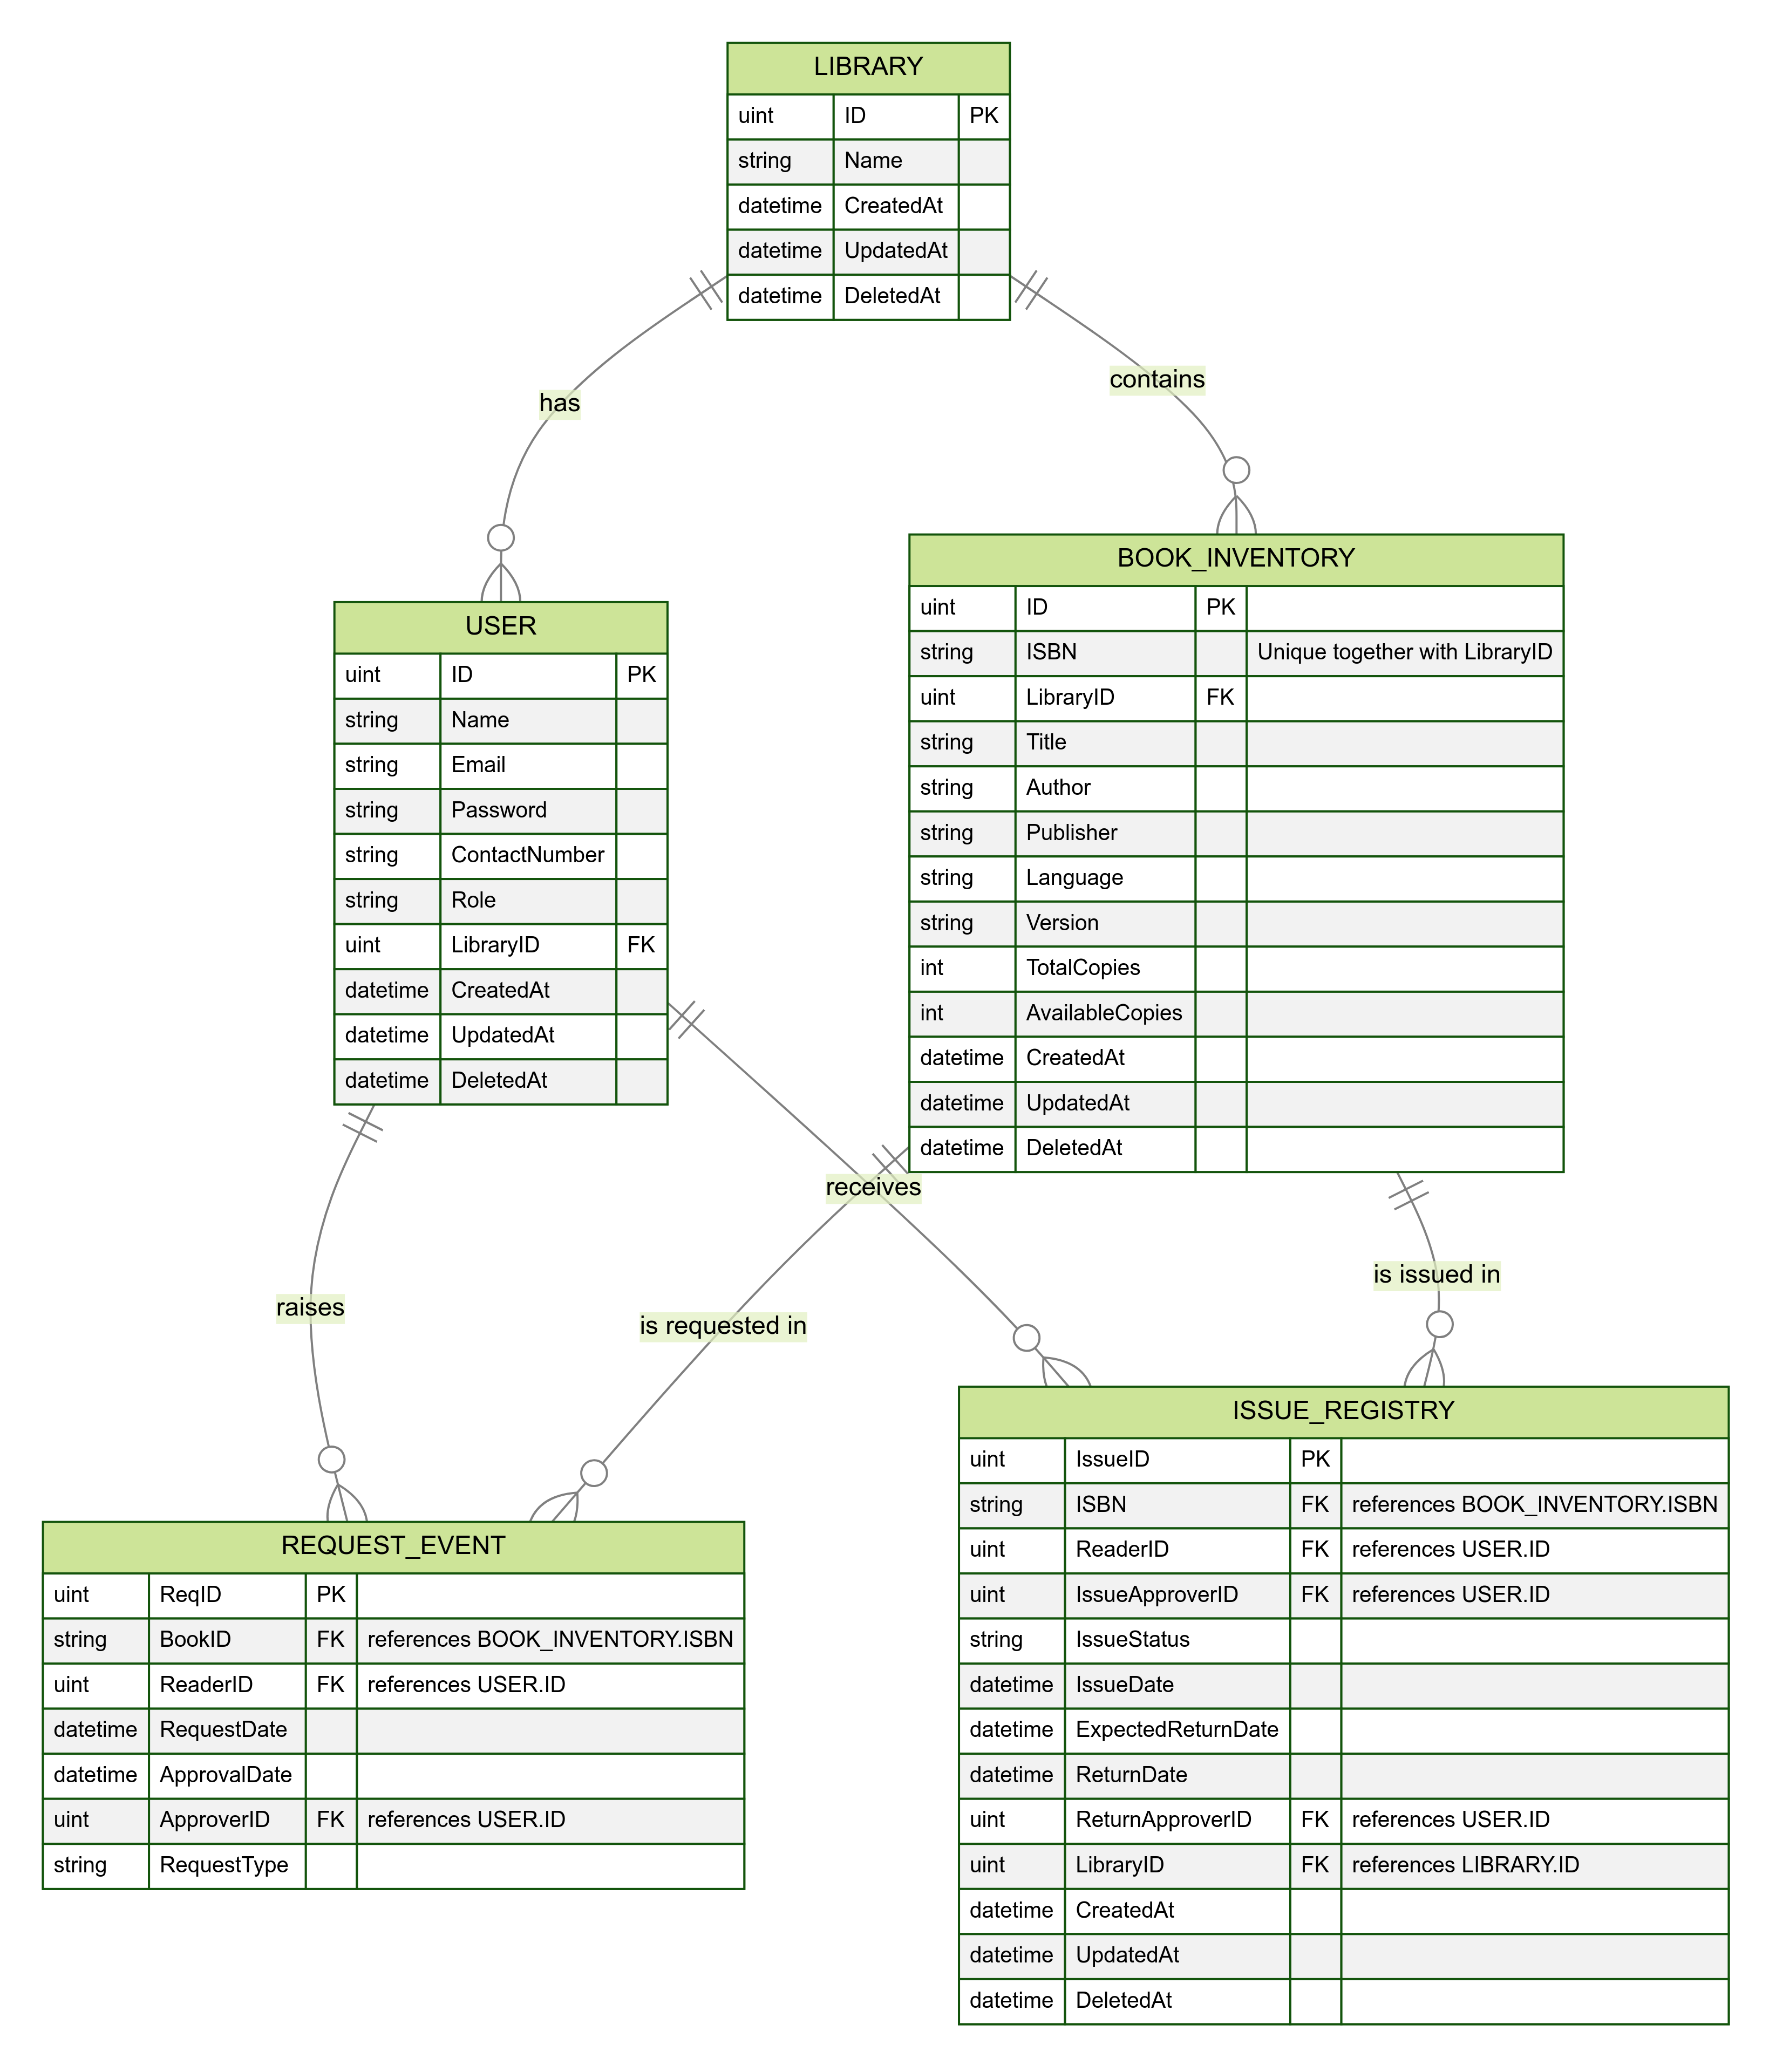 LIBRARY
uint ID PK
string Name
datetime CreatedAt
datetime UpdatedAt
datetime DeletedAt
has
contains
USER
uint ID PK
string Name
string Email
string Password
string ContactNumber
string Role
uint LibraryID FK
datetime CreatedAt
datetime UpdatedAt
datetime DeletedAt
BOOK_INVENTORY
uint ID PK
string ISBN Unique together with LibraryID
uint LibraryID FK
string Title
string Author
string Publisher
string Language
string Version
int TotalCopies
int AvailableCopies
datetime CreatedAt
datetime UpdatedAt
datetime DeletedAt
receives
is issued in
raises
is requested in
REQUEST_EVENT
uint ReqID PK
string BookID FK references BOOK_INVENTORY.ISBN
uint ReaderID FK references USER.ID
datetime RequestDate
datetime ApprovalDate
uint ApproverID FK references USER.ID
string RequestType
ISSUE_REGISTRY
uint IssueID PK
string ISBN FK references BOOK_INVENTORY.ISBN
uint ReaderID FK references USER.ID
uint IssueApproverID FK references USER.ID
string IssueStatus
datetime IssueDate
datetime ExpectedReturnDate
datetime ReturnDate
uint ReturnApproverID FK references USER.ID
uint LibraryID FK references LIBRARY.ID
datetime CreatedAt
datetime UpdatedAt
datetime DeletedAt